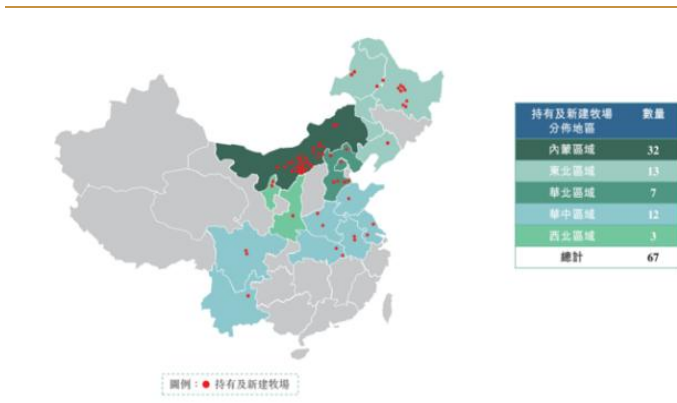 持有及新建牧場 數量
分佈地區
內蒙區域 32
東北區域 13
華北區域 7
華中區域 12
西北區域 3
總計 67
圖例：持有及新建牧場